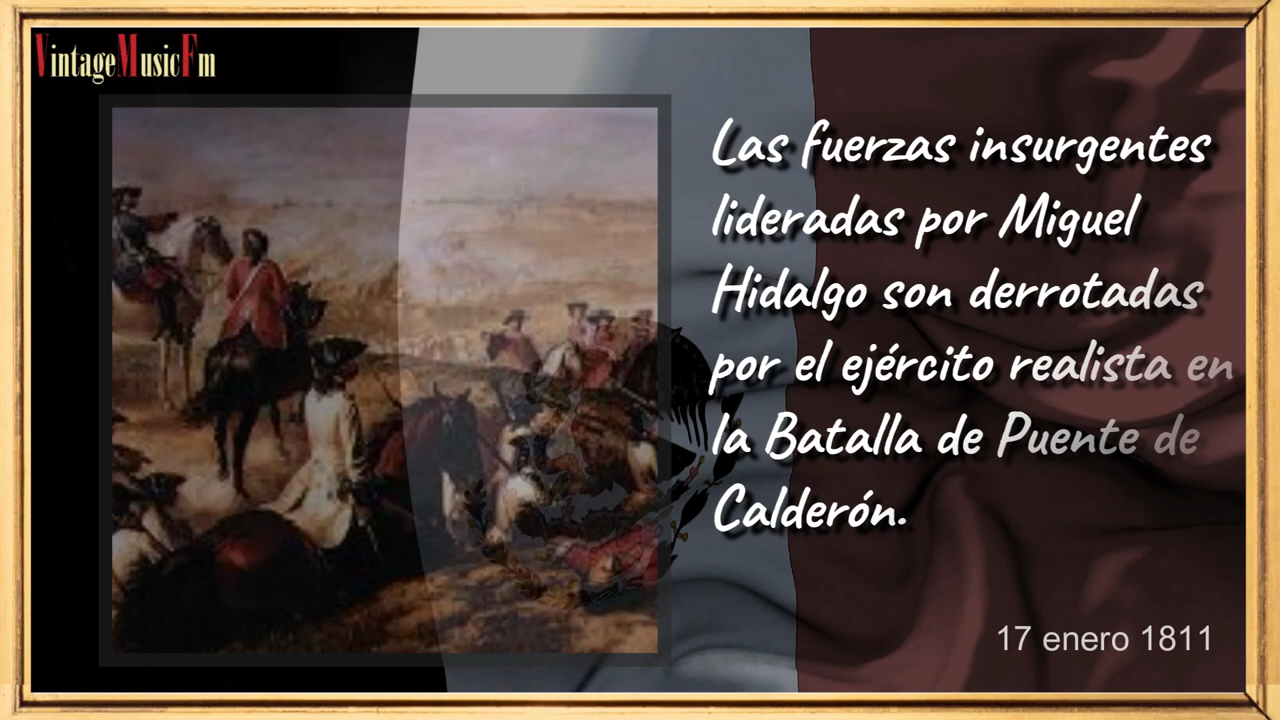 VintageMusicFm
Las fuerzas insurgentes
lideradas por Miguel
Hidalgo son derrotadas
por el ejército realista en
la Batalla de Puente de
Calderón.
17 enero 1811